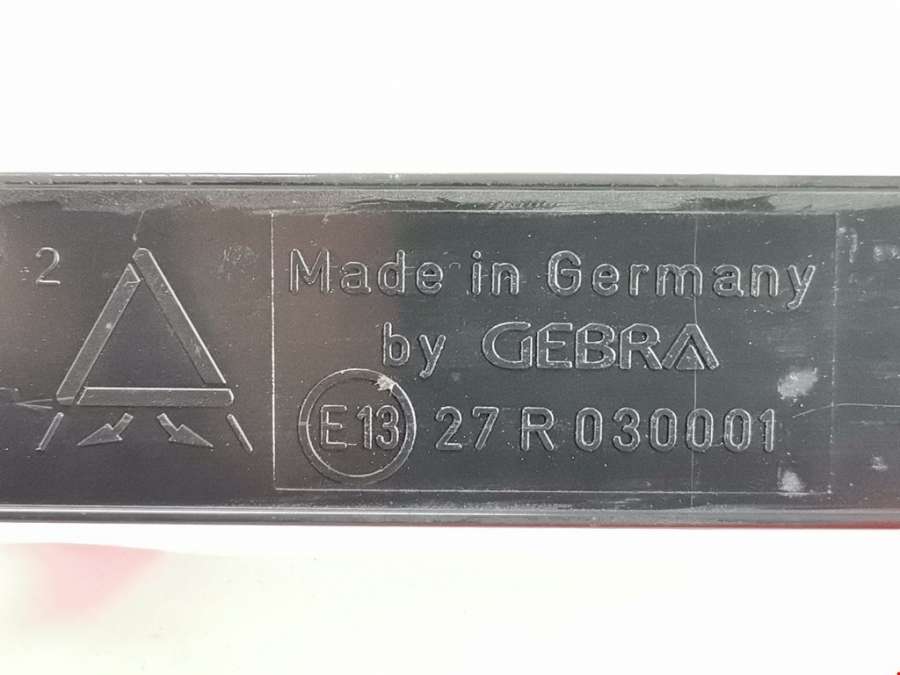 2
Made in Germany
by GEBRA
E13 27 R 030001